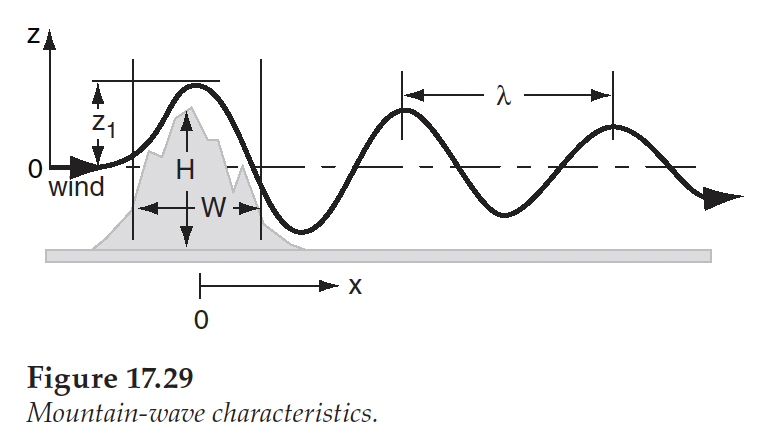 z
z1
λ
0
wind
H
W
x
0
Figure 17.29
Mountain-wave characteristics.